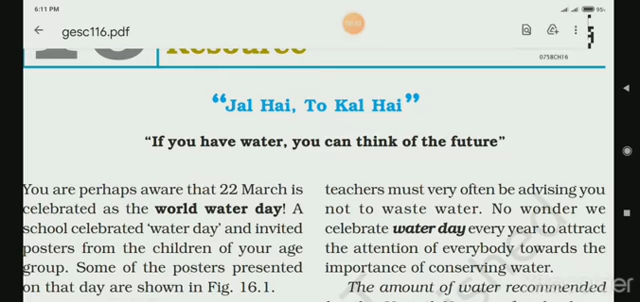 6:11 PM
95%
gesc116.pdf
Resource
0758CH16
“Jal Hai, To Kal Hai”
“If you have water, you can think of the future”
You are perhaps aware that 22 March is
celebrated as the world water day! A
school celebrated ‘water day’ and invited
posters from the children of your age
group. Some of the posters presented
on that day are shown in Fig. 16.1.
teachers must very often be advising you
not to waste water. No wonder we
celebrate water day every year to attract
the attention of everybody towards the
importance of conserving water.
The amount of water recommended